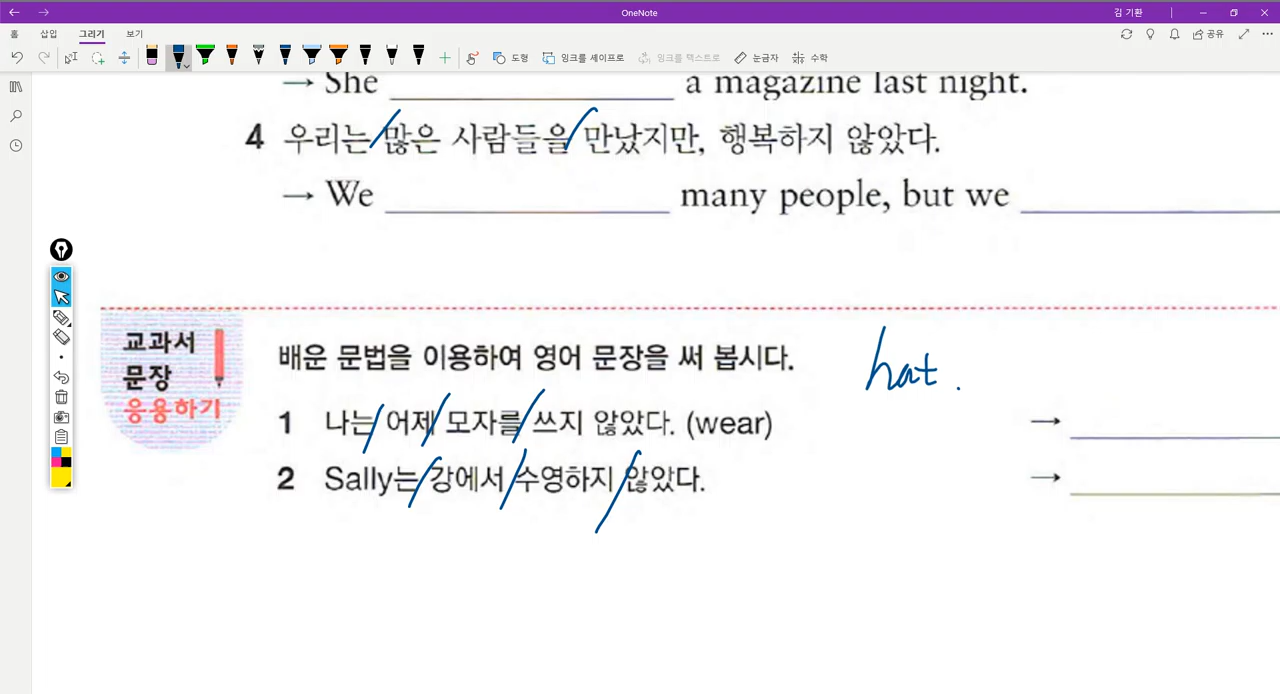 OneNote
김 기환
홈 삽입 그리기 보기
공유
도형 잉크를 셰이프로 잉크를 텍스트로 눈금자 수학
→ She a magazine last night.
4 우리는 많은 사람들을 만났지만, 행복하지 않았다.
→ We many people, but we
교과서
문장
응용하기
배운 문법을 이용하여 영어 문장을 써 봅시다.
hat.
1 나는 어제 모자를 쓰지 않았다. (wear) →
2 Sally는 강에서 수영하지 않았다. →